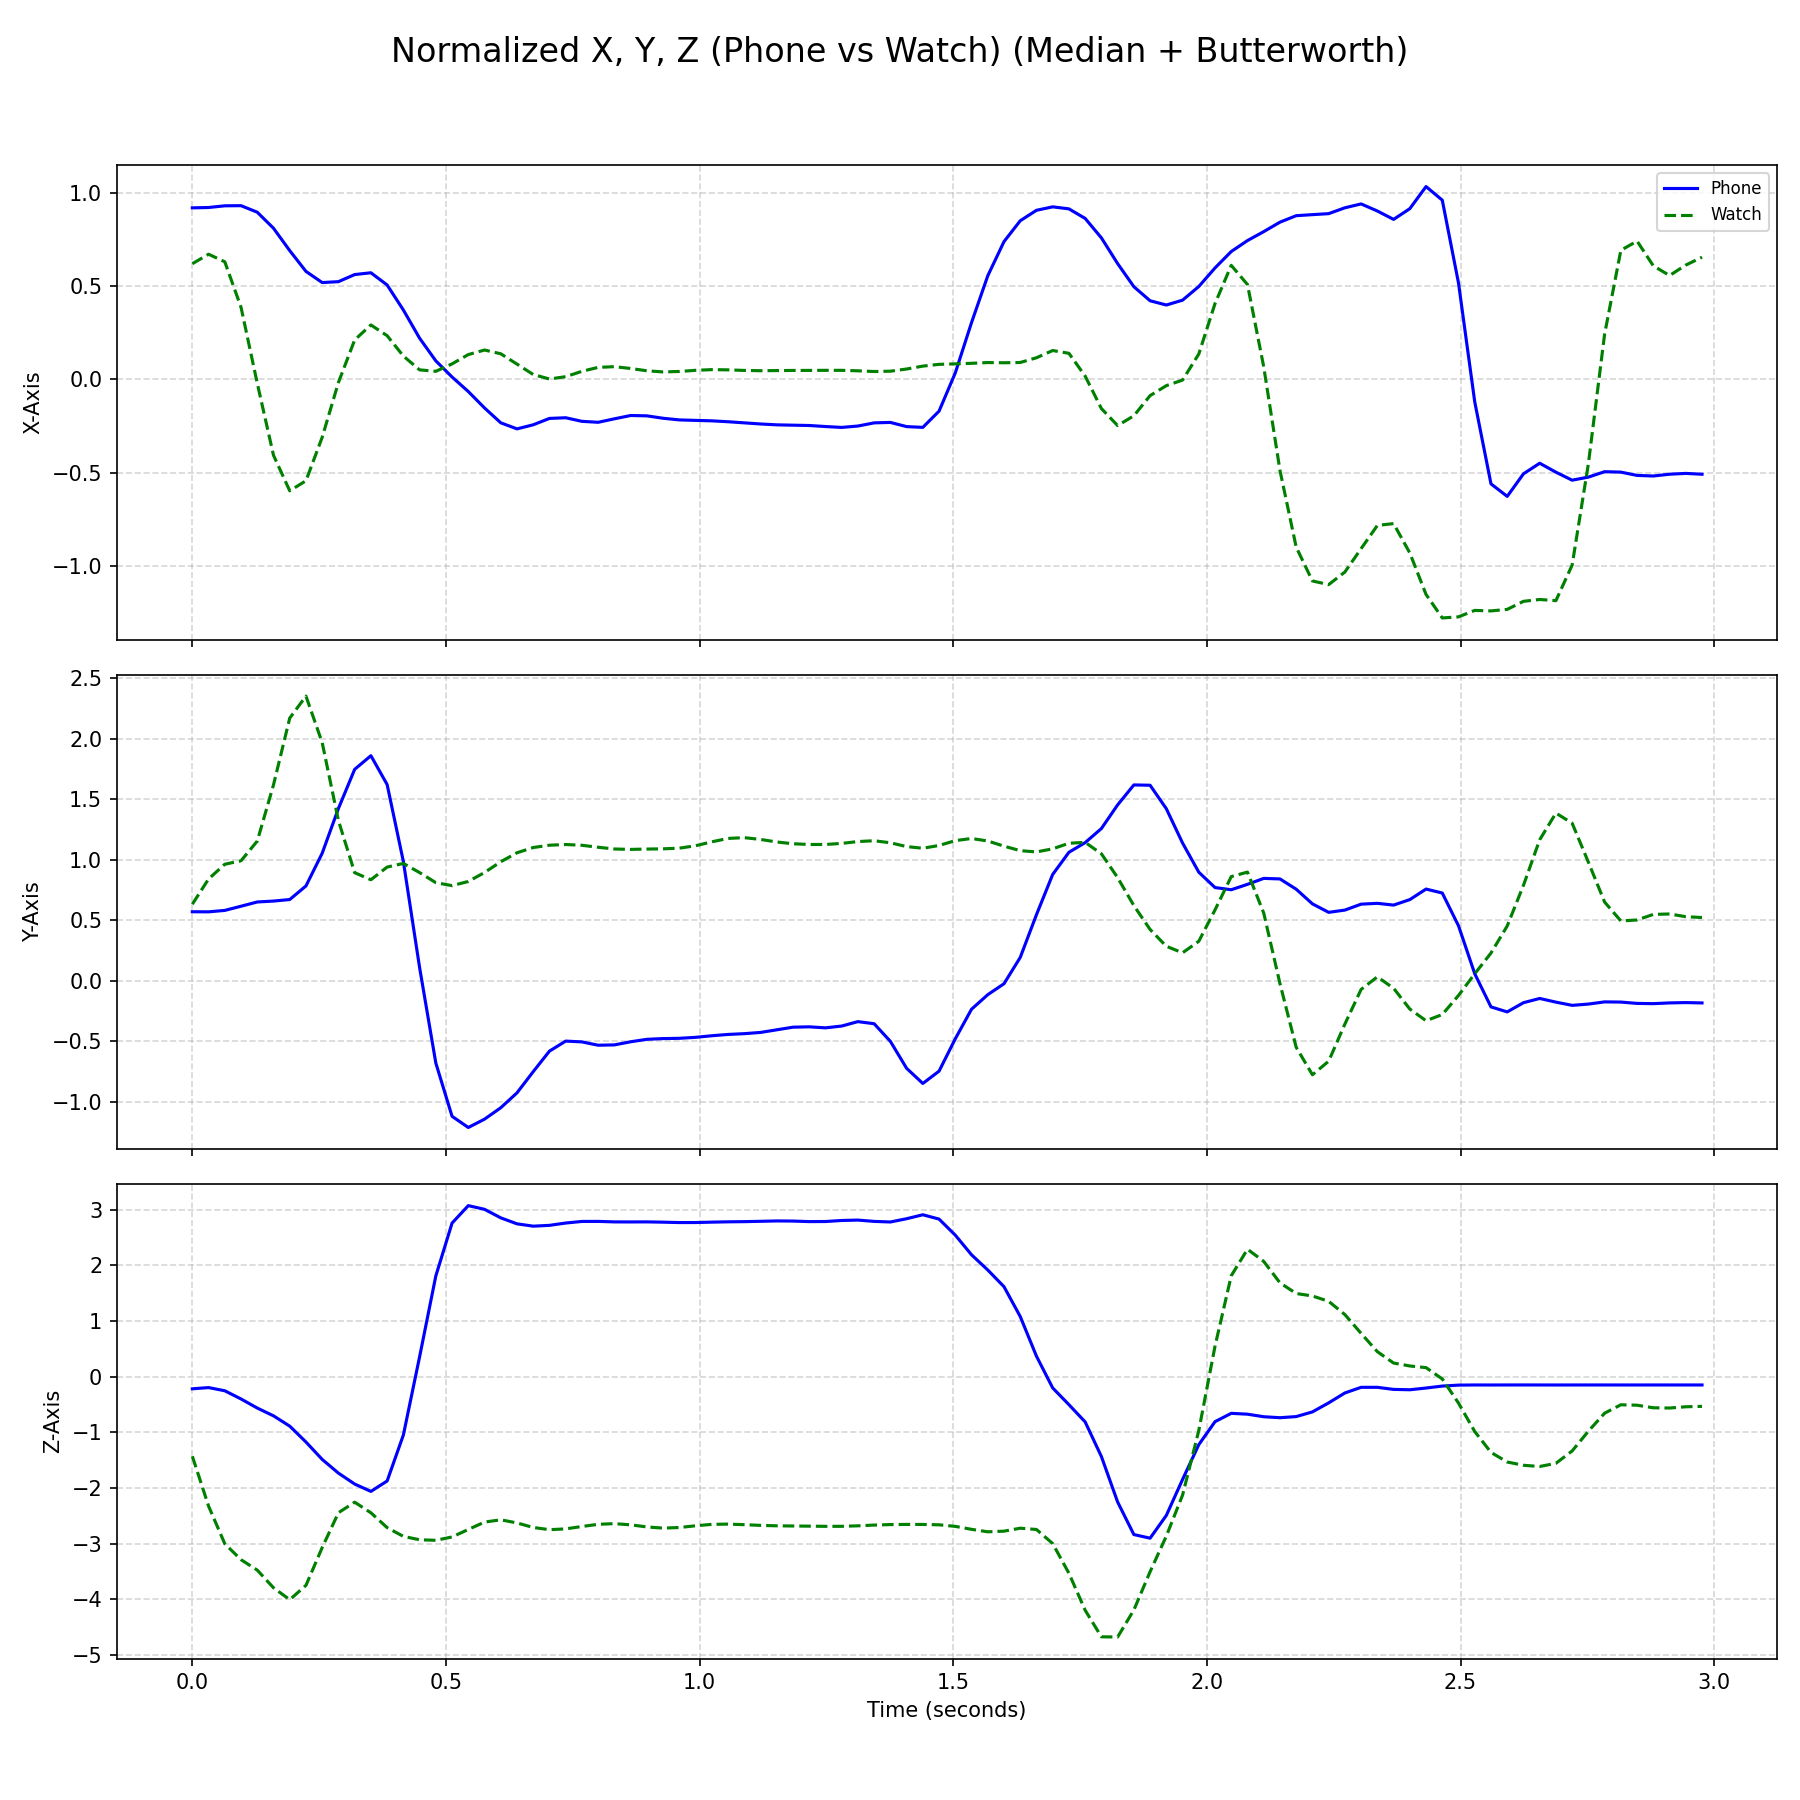 Normalized X, Y, Z (Phone vs Watch) (Median + Butterworth)
Phone
Watch
1.0
0.5
0.0
−0.5
−1.0
X-Axis
2.5
2.0
1.5
1.0
0.5
0.0
−0.5
−1.0
Y-Axis
3
2
1
0
−1
−2
−3
−4
−5
Z-Axis
0.0 0.5 1.0 1.5 2.0 2.5 3.0
Time (seconds)